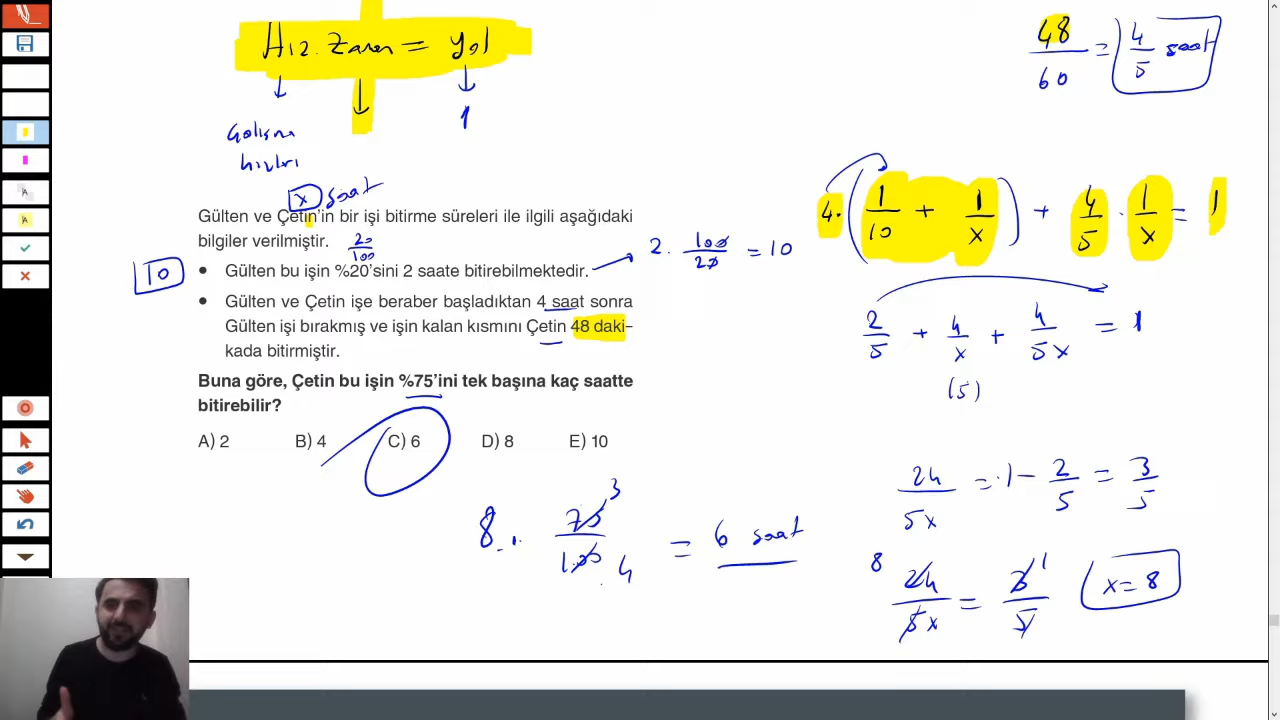 Hız. Zaman = yol
1
Çalışma
hızları
x saat
48/60 = 4/5 saat
Gülten ve Çetin'in bir işi bitirme süreleri ile ilgili aşağıdaki
bilgiler verilmiştir.
20/100
10
• Gülten bu işin %20'sini 2 saate bitirebilmektedir.
2. 100/20 = 10
• Gülten ve Çetin işe beraber başladıktan 4 saat sonra
Gülten işi bırakmış ve işin kalan kısmını Çetin 48 daki-
kada bitirmiştir.
Buna göre, Çetin bu işin %75'ini tek başına kaç saatte
bitirebilir?
A) 2 B) 4 C) 6 D) 8 E) 10
8 . 75/100 = 6 saat
3
4
4. (1/10 + 1/x) + 4/5 . 1/x = 1
2/5 + 4/x + 4/5x = 1
(5)
24/5x = 1 - 2/5 = 3/5
8 24/5x = 3/5 1
x = 8